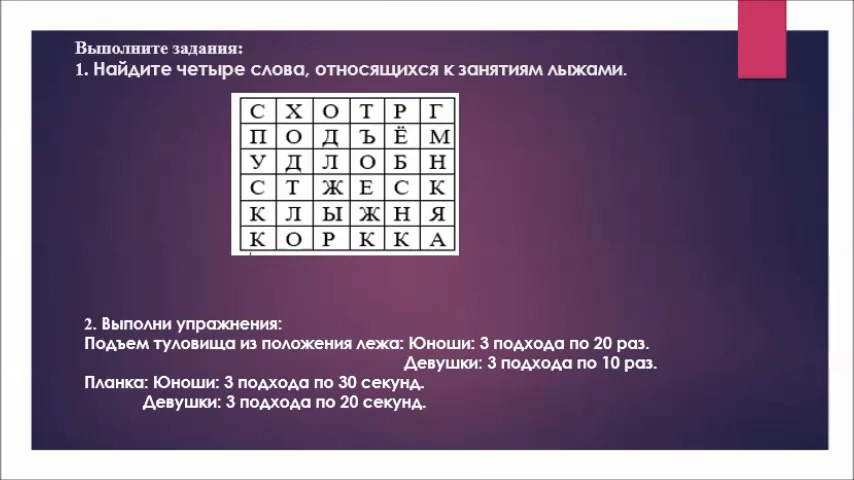 Выполните задания:
1. Найдите четыре слова, относящихся к занятиям лыжами.
С Х О Т Р Г
П О Д Ъ Ё М
У Д Л О Б Н
С Т Ж Е С К
К Л Ы Ж Н Я
К О Р К К А
2. Выполни упражнения:
Подъем туловища из положения лежа: Юноши: 3 подхода по 20 раз.
Девушки: 3 подхода по 10 раз.
Планка: Юноши: 3 подхода по 30 секунд.
Девушки: 3 подхода по 20 секунд.